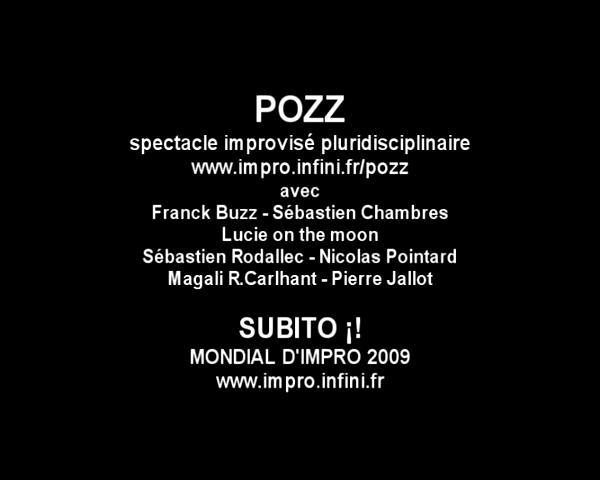 POZZ
spectacle improvisé pluridisciplinaire
www.impro.infini.fr/pozz
avec
Franck Buzz - Sébastien Chambres
Lucie on the moon
Sébastien Rodallec - Nicolas Pointard
Magali R.Carlhant - Pierre Jallot
SUBITO ¡!
MONDIAL D'IMPRO 2009
www.impro.infini.fr